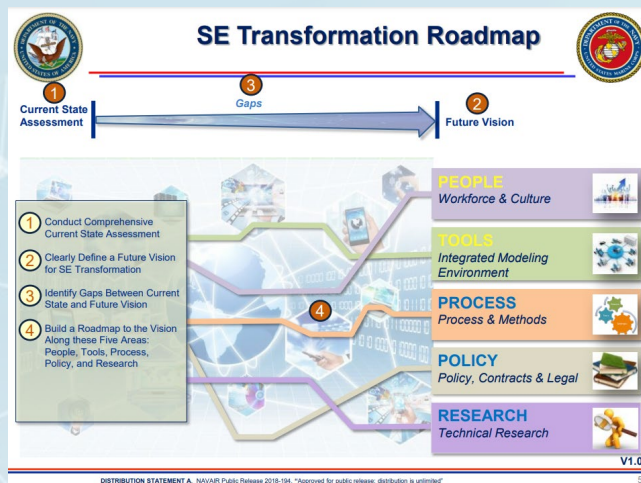 SE Transformation Roadmap
3
Gaps
1
Current State
Assessment
2
Future Vision
1 Conduct Comprehensive
Current State Assessment
2 Clearly Define a Future Vision
for SE Transformation
3 Identify Gaps Between Current
State and Future Vision
4 Build a Roadmap to the Vision
Along these Five Areas:
People, Tools, Process,
Policy, and Research
4
PEOPLE
Workforce & Culture
TOOLS
Integrated Modeling
Environment
PROCESS
Process & Methods
POLICY
Policy, Contracts & Legal
RESEARCH
Technical Research
V1.0
DISTRIBUTION STATEMENT A. NAVAIR Public Release 2018-194. "Approved for public release; distribution is unlimited"